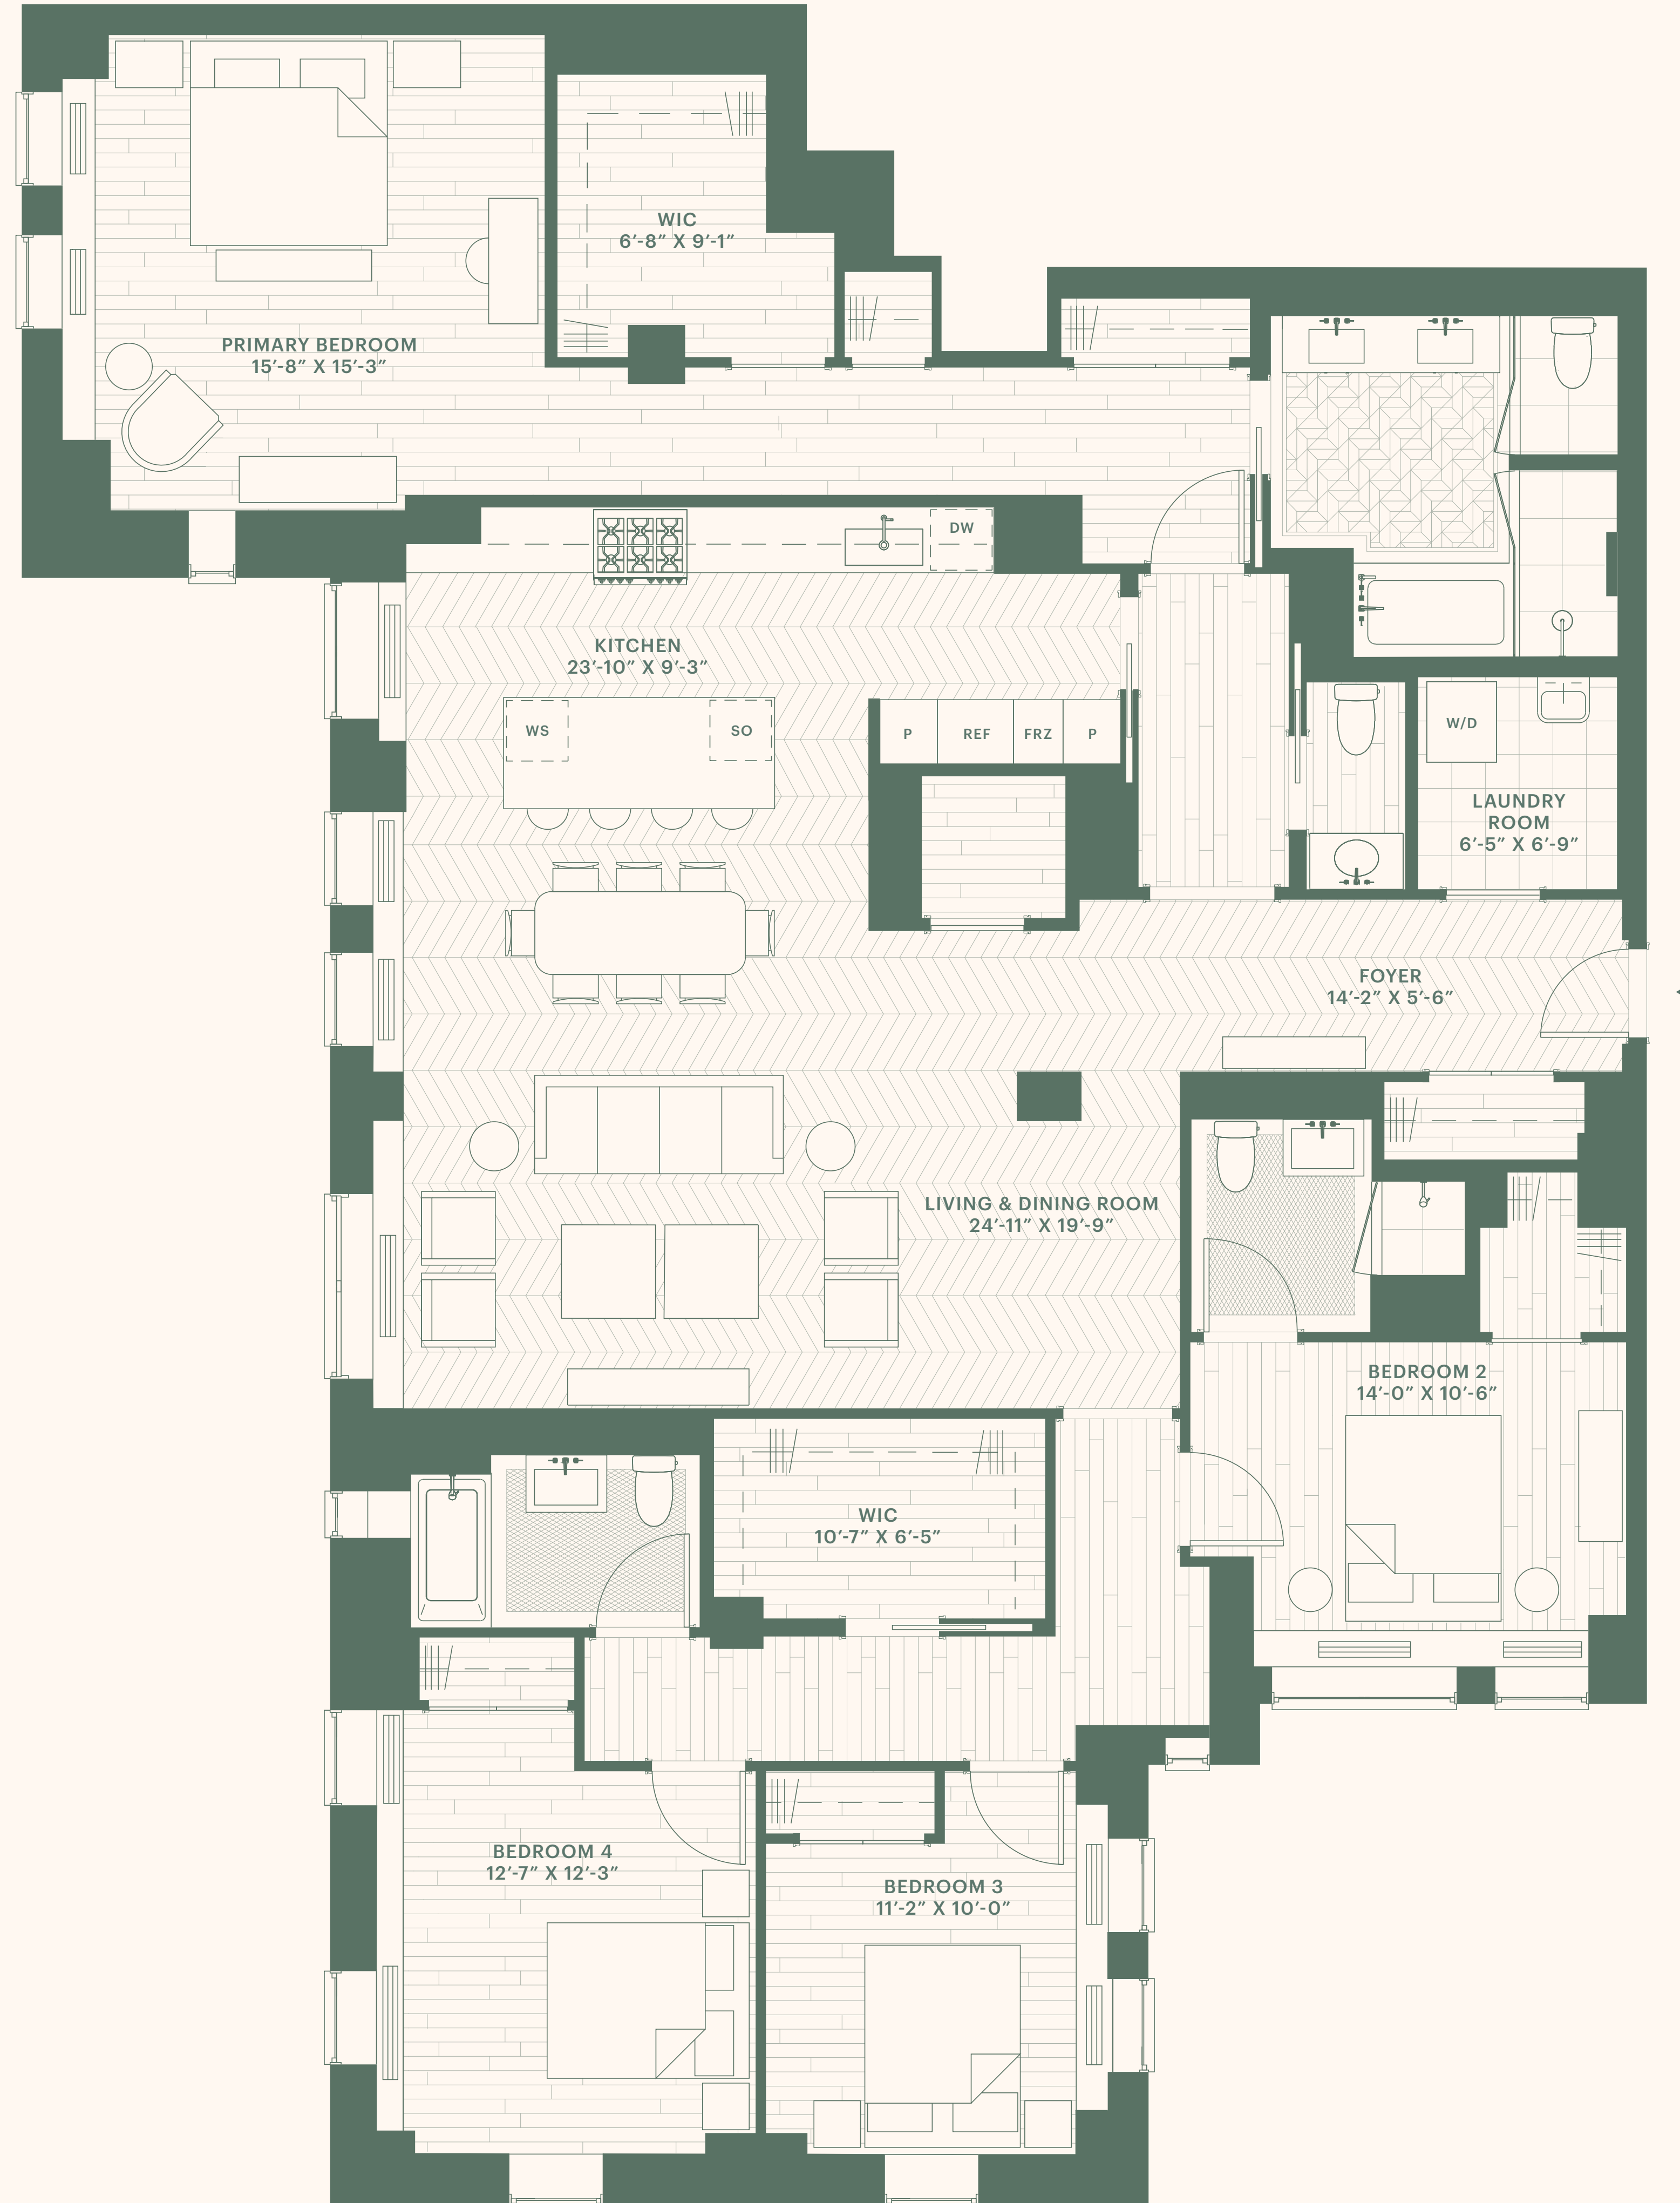 WIC
6′-8″ X 9′-1″
PRIMARY BEDROOM
15′-8″ X 15′-3″
DW
KITCHEN
23′-10″ X 9′-3″
WS
SO
P
REF
FRZ
P
W/D
LAUNDRY
ROOM
6′-5″ X 6′-9″
FOYER
14′-2″ X 5′-6″
LIVING & DINING ROOM
24′-11″ X 19′-9″
BEDROOM 2
14′-0″ X 10′-6″
WIC
10′-7″ X 6′-5″
BEDROOM 4
12′-7″ X 12′-3″
BEDROOM 3
11′-2″ X 10′-0″